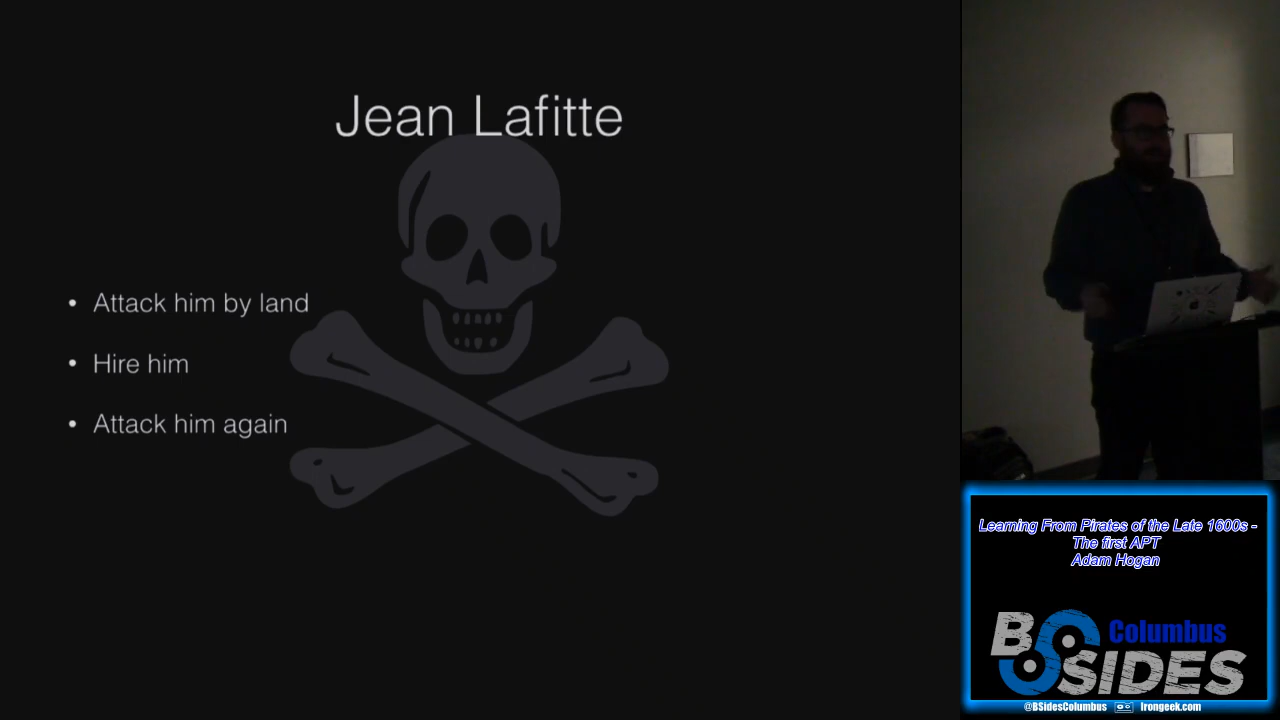 Jean Lafitte
• Attack him by land
• Hire him
• Attack him again
Learning From Pirates of the Late 1600s -
The first APT
Adam Hogan
BSIDES
Columbus
@BSidesColumbus Irongeek.com